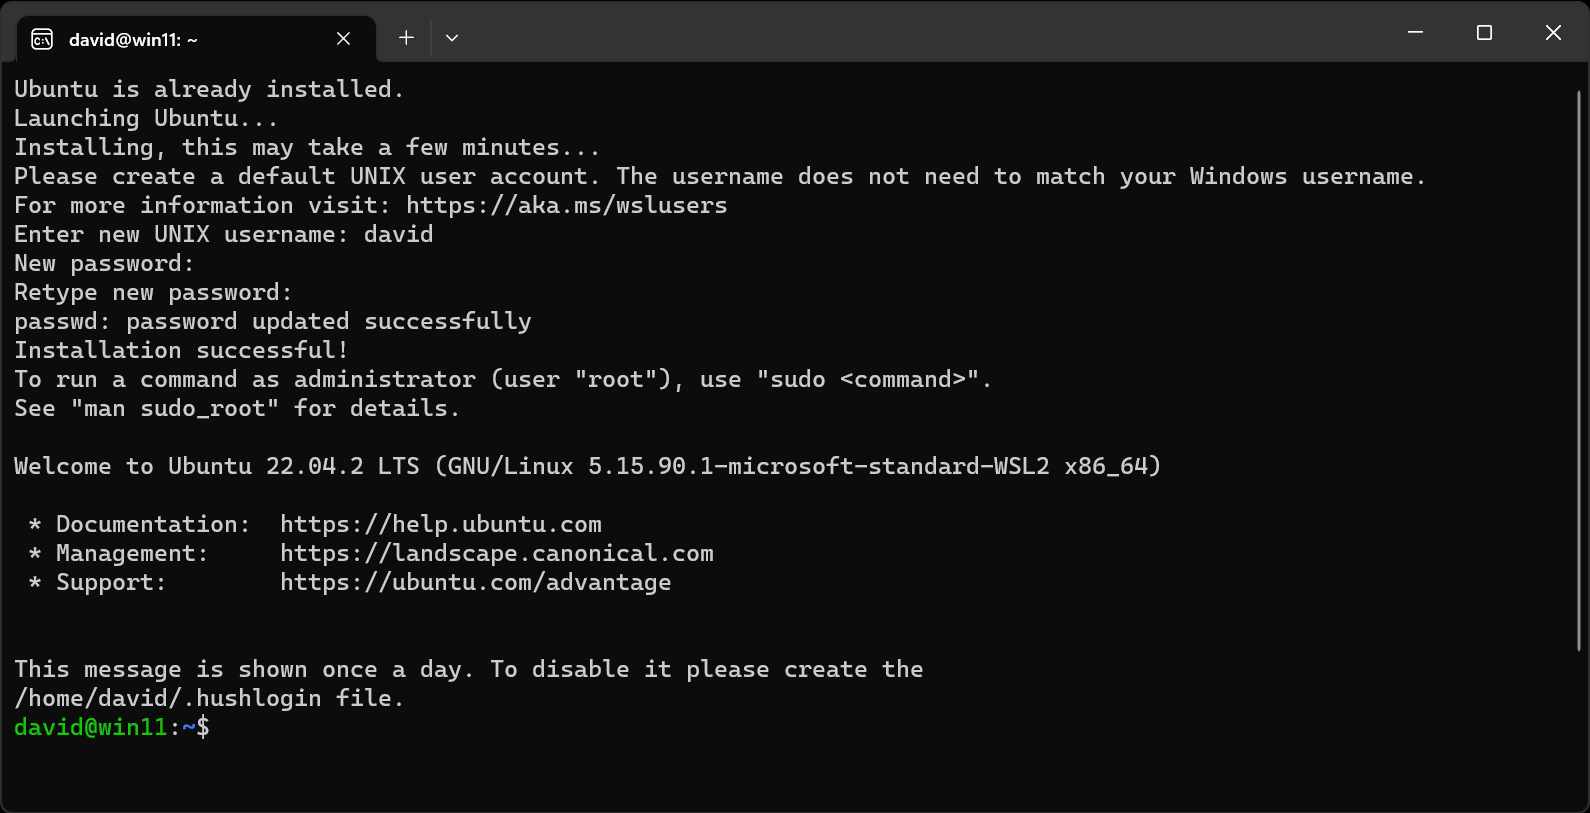 david@win11: ~
Ubuntu is already installed.
Launching Ubuntu...
Installing, this may take a few minutes...
Please create a default UNIX user account. The username does not need to match your Windows username.
For more information visit: https://aka.ms/wslusers
Enter new UNIX username: david
New password:
Retype new password:
passwd: password updated successfully
Installation successful!
To run a command as administrator (user "root"), use "sudo <command>".
See "man sudo_root" for details.

Welcome to Ubuntu 22.04.2 LTS (GNU/Linux 5.15.90.1-microsoft-standard-WSL2 x86_64)

 * Documentation:  https://help.ubuntu.com
 * Management:     https://landscape.canonical.com
 * Support:        https://ubuntu.com/advantage


This message is shown once a day. To disable it please create the
/home/david/.hushlogin file.
david@win11:~$